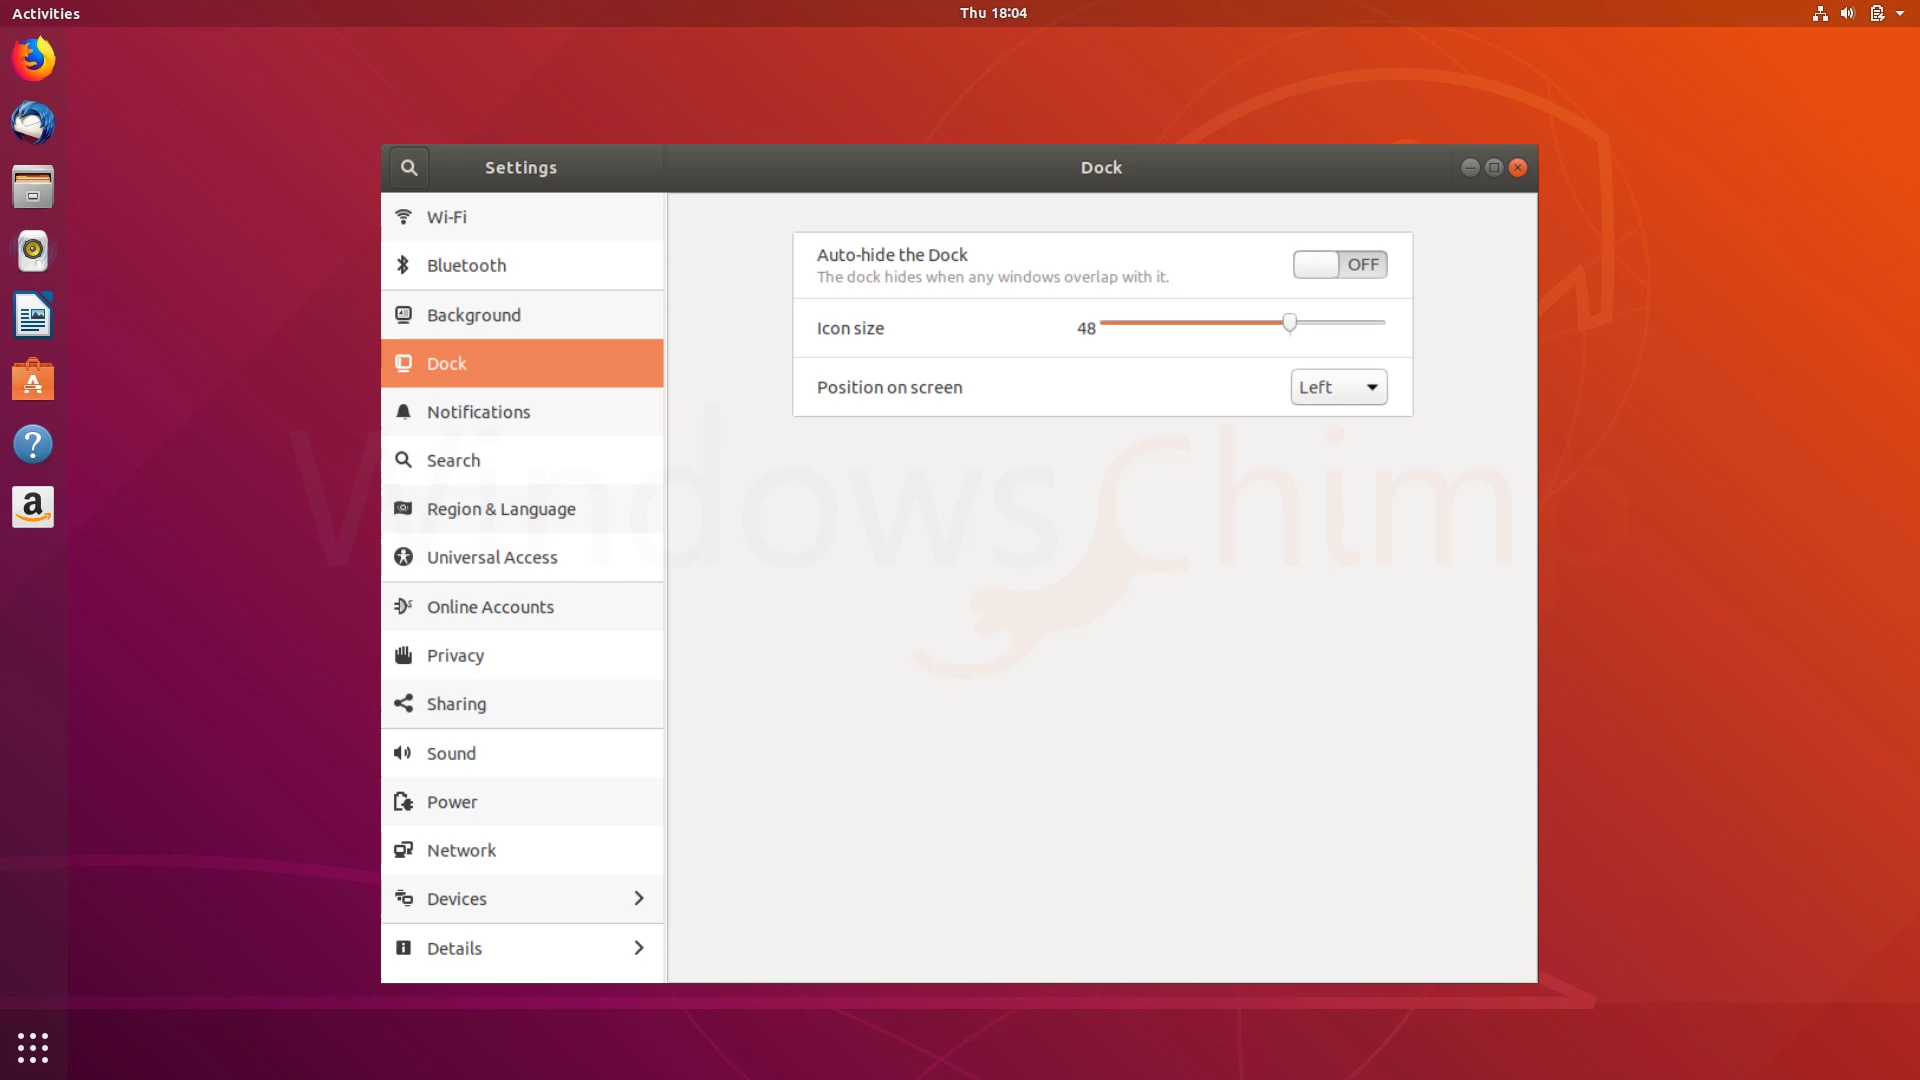 Activities
Thu 18:04
Settings
Dock
Wi-Fi
Bluetooth
Background
Dock
Notifications
Search
Region & Language
Universal Access
Online Accounts
Privacy
Sharing
Sound
Power
Network
Devices
Details
Auto-hide the Dock
The dock hides when any windows overlap with it.
OFF
Icon size
48
Position on screen
Left
WindowsChimp